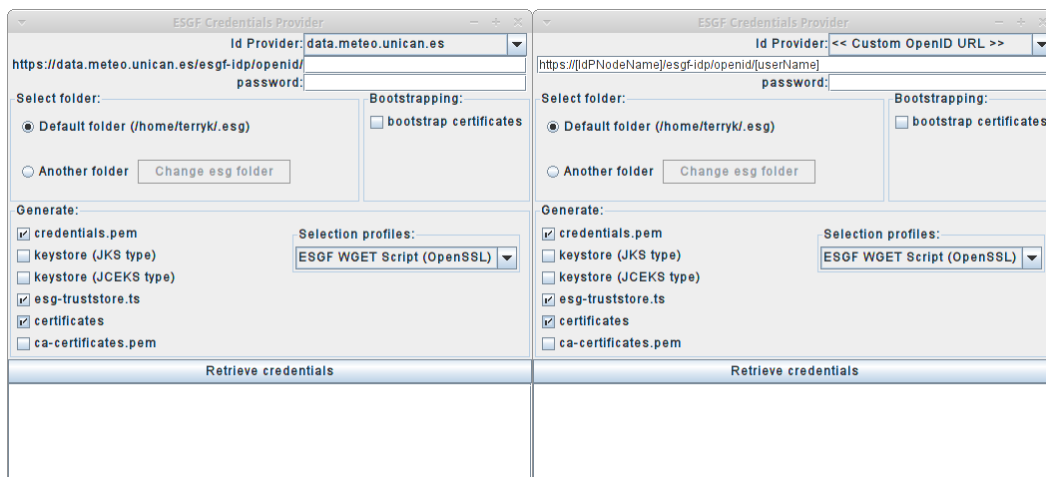 ESGF Credentials Provider
Id Provider: data.meteo.unican.es
https://data.meteo.unican.es/esgf-idp/openid/
password:
Select folder:
Bootstrapping:
Default folder (/home/terryk/.esg)
bootstrap certificates
Another folder
Change esg folder
Generate:
credentials.pem
Selection profiles:
keystore (JKS type)
ESGF WGET Script (OpenSSL)
keystore (JCEKS type)
esg-truststore.ts
certificates
ca-certificates.pem
Retrieve credentials
ESGF Credentials Provider
Id Provider: << Custom OpenID URL >>
https://[IdPNodeName]/esgf-idp/openid/[userName]
password:
Select folder:
Bootstrapping:
Default folder (/home/terryk/.esg)
bootstrap certificates
Another folder
Change esg folder
Generate:
credentials.pem
Selection profiles:
keystore (JKS type)
ESGF WGET Script (OpenSSL)
keystore (JCEKS type)
esg-truststore.ts
certificates
ca-certificates.pem
Retrieve credentials